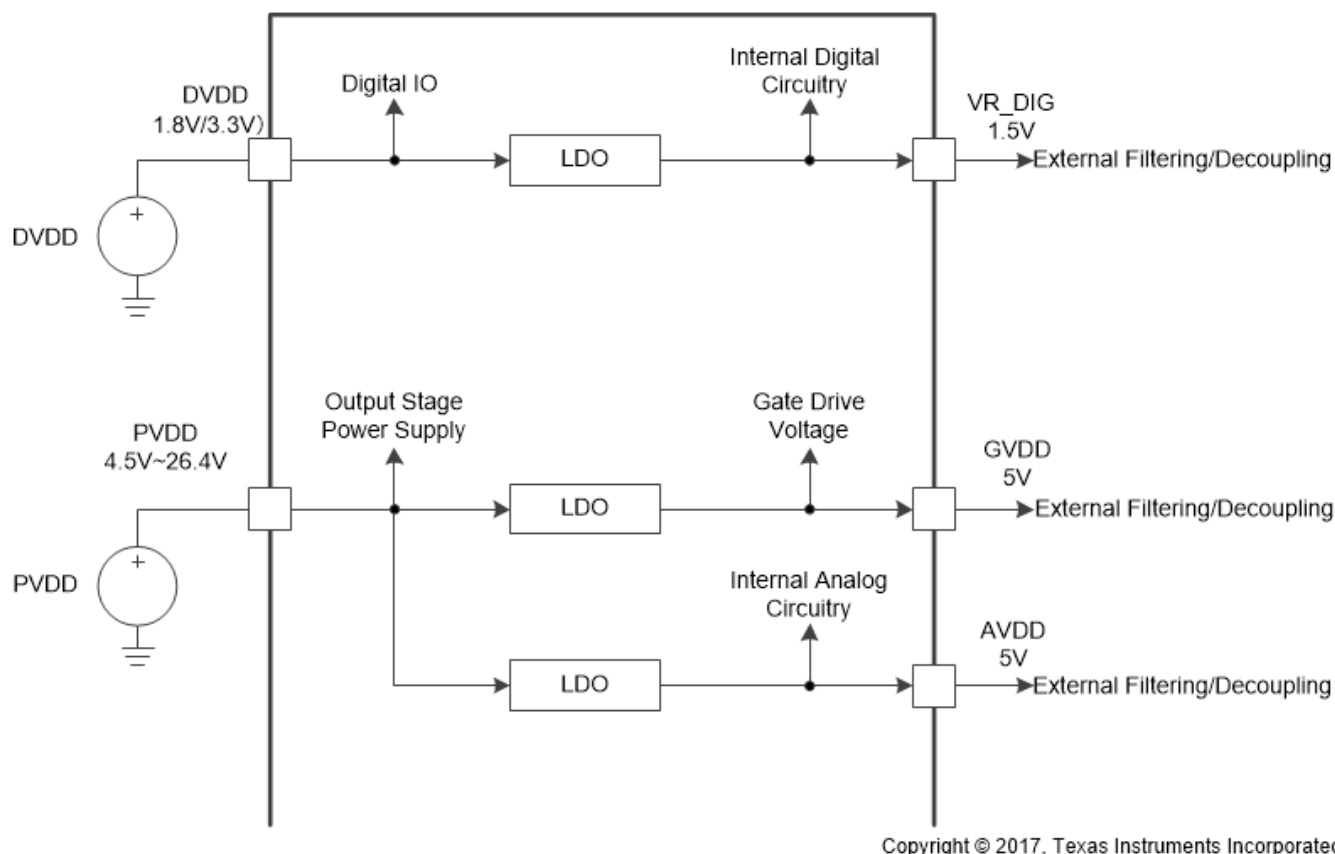 Digital IO
Internal Digital
Circuitry
DVDD
1.8V/3.3V)
VR_DIG
1.5V
LDO
External Filtering/Decoupling
+
DVDD
Output Stage
Power Supply
Gate Drive
Voltage
PVDD
4.5V~26.4V
GVDD
5V
LDO
External Filtering/Decoupling
+
PVDD
Internal Analog
Circuitry
AVDD
5V
LDO
External Filtering/Decoupling
Copyright © 2017, Texas Instruments Incorporated